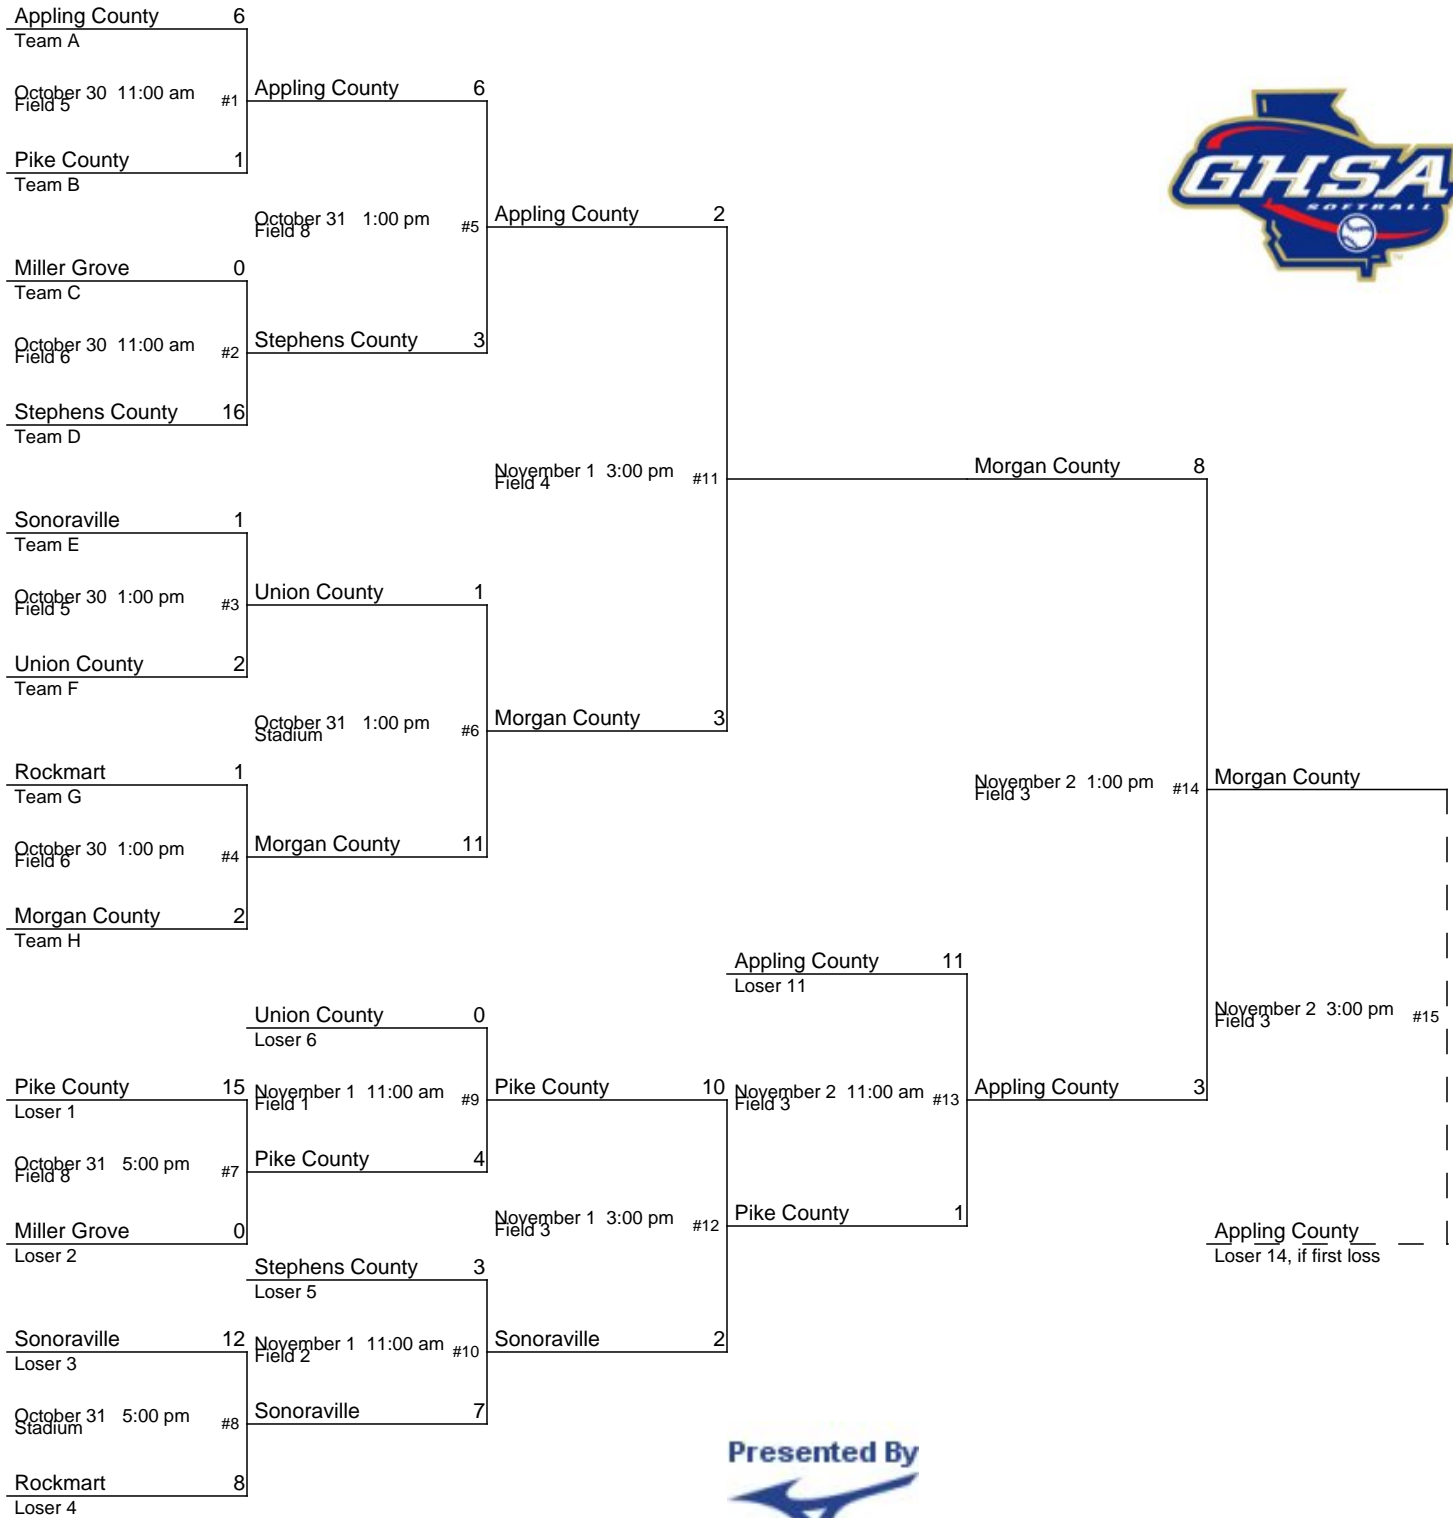 Appling County 6
Team A
October 30 11:00 am #1
Field 5
Pike County 1
Team B
Miller Grove 0
Team C
October 30 11:00 am #2
Field 6
Stephens County 16
Team D
Sonoraville 1
Team E
October 30 1:00 pm #3
Field 5
Union County 2
Team F
Rockmart 1
Team G
October 30 1:00 pm #4
Field 6
Morgan County 2
Team H
Appling County 6
October 31 1:00 pm #5
Field 8
Stephens County 3
Union County 1
October 31 1:00 pm #6
Stadium
Morgan County 11
Appling County 2
November 1 3:00 pm #11
Field 4
Morgan County 3
Morgan County 8
November 2 1:00 pm #14
Field 3
Morgan County
November 2 3:00 pm #15
Field 3
Appling County
Loser 14, if first loss
Pike County 15
Loser 1
October 31 5:00 pm #7
Field 8
Miller Grove 0
Loser 2
Sonoraville 12
Loser 3
October 31 5:00 pm #8
Stadium
Rockmart 8
Loser 4
Union County 0
Loser 6
November 1 11:00 am #9
Field 1
Pike County 4
Stephens County 3
Loser 5
November 1 11:00 am #10
Field 2
Sonoraville 7
Pike County 10
November 1 3:00 pm #12
Field 3
Sonoraville 2
Appling County 11
Loser 11
November 2 11:00 am #13
Field 3
Pike County 1
Appling County 3
GHSA
SOFTBALL
TM
Presented By